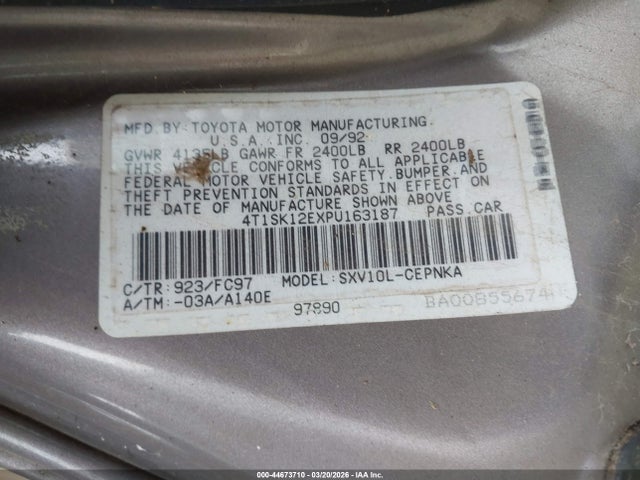 MFD.BY:TOYOTA MOTOR MANUFACTURING,
U.S.A.,INC. 09/92
GVWR 4135LB GAWR FR 2400LB RR 2400LB
THIS VEHICLE CONFORMS TO ALL APPLICABLE
FEDERAL MOTOR VEHICLE SAFETY,BUMPER,AND
THEFT PREVENTION STANDARDS IN EFFECT ON
THE DATE OF MANUFACTURE SHOWN ABOVE
4T1SK12EXPU163187 PASS.CAR
C/TR:923/FC97 MODEL:SXV10L-CEPNKA
A/TM:-03A/A140E
97890
000-44673710 | 03/20/2026 - IAA Inc.